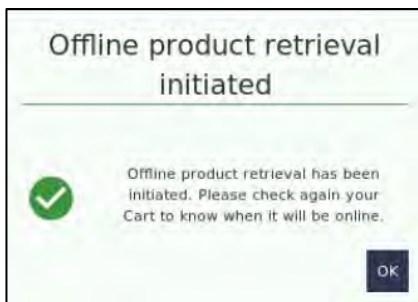 Offline product retrieval
initiated
Offline product retrieval has been
initiated. Please check again your
Cart to know when it will be online.
OK